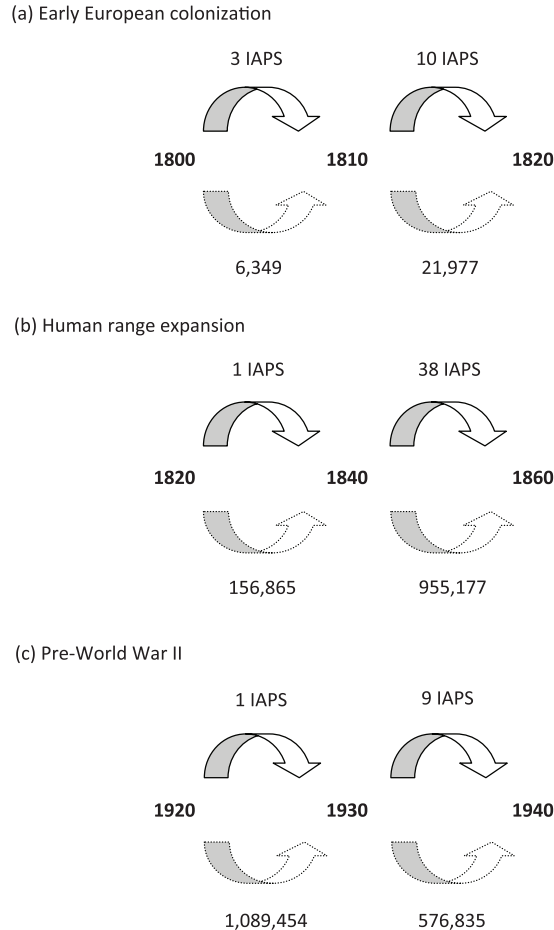 (a) Early European colonization
3 IAPS 10 IAPS
1800 1810 1820
6,349 21,977
(b) Human range expansion
1 IAPS 38 IAPS
1820 1840 1860
156,865 955,177
(c) Pre-World War II
1 IAPS 9 IAPS
1920 1930 1940
1,089,454 576,835